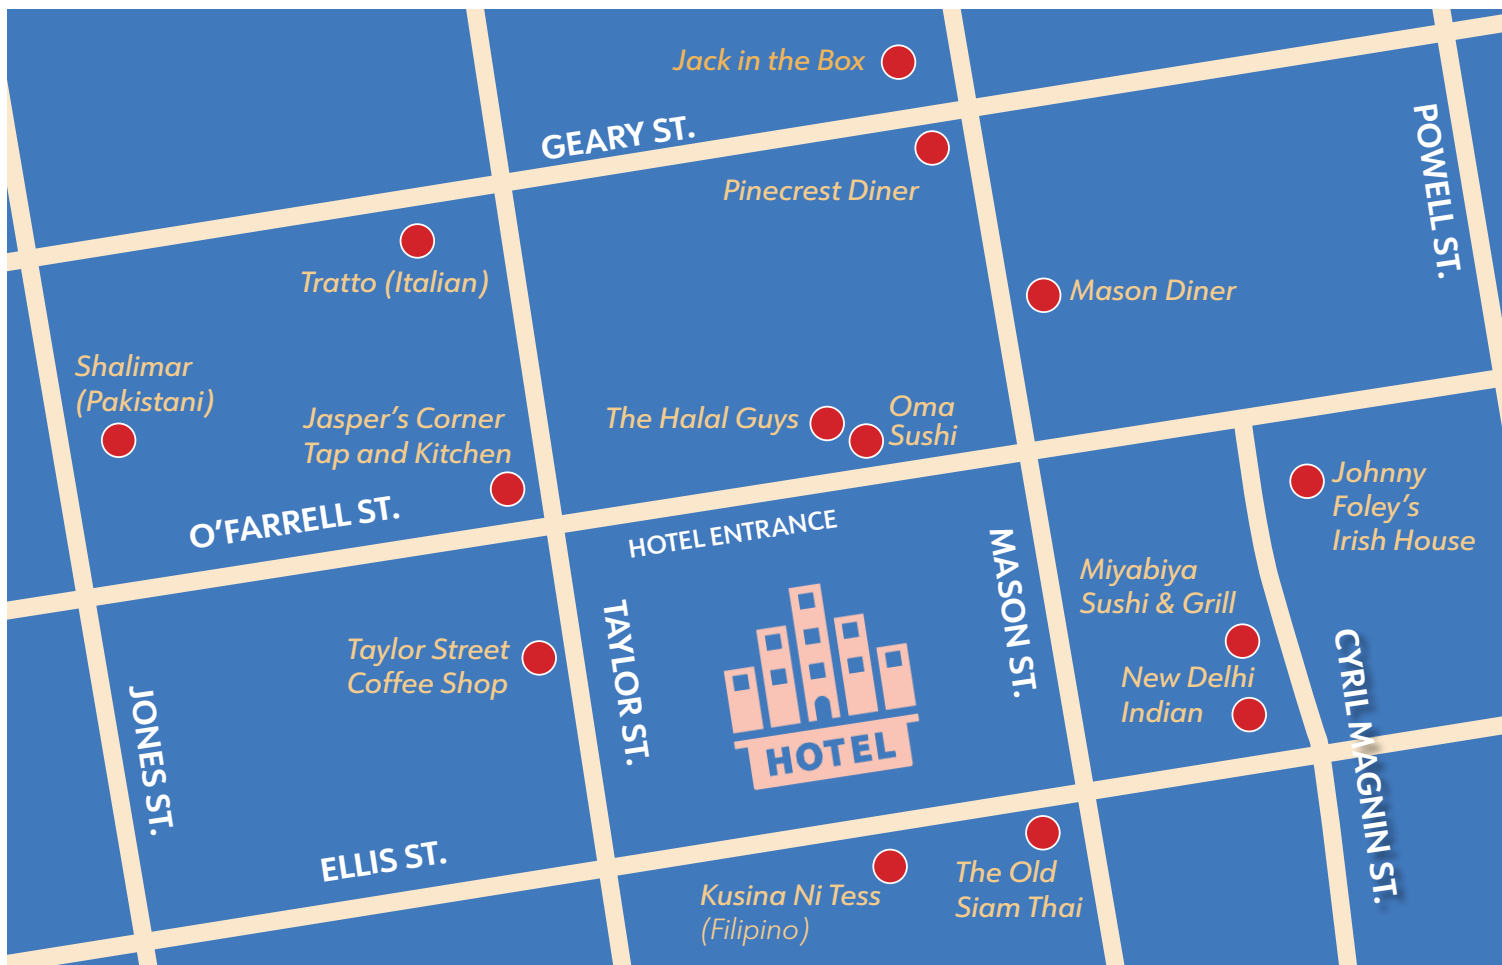 Jack in the Box
GEARY ST.
POWELL ST.
Pinecrest Diner
Tratto (Italian)
Mason Diner
Shalimar
(Pakistani)
Jasper's Corner
Tap and Kitchen
The Halal Guys
Oma
Sushi
Johnny
Foley's
Irish House
O'FARRELL ST.
HOTEL ENTRANCE
MASON ST.
Miyabiya
Sushi & Grill
TAYLOR ST.
Taylor Street
Coffee Shop
New Delhi
Indian
CYRIL MAGNIN ST.
JONES ST.
HOTEL
ELLIS ST.
Kusina Ni Tess
(Filipino)
The Old
Siam Thai